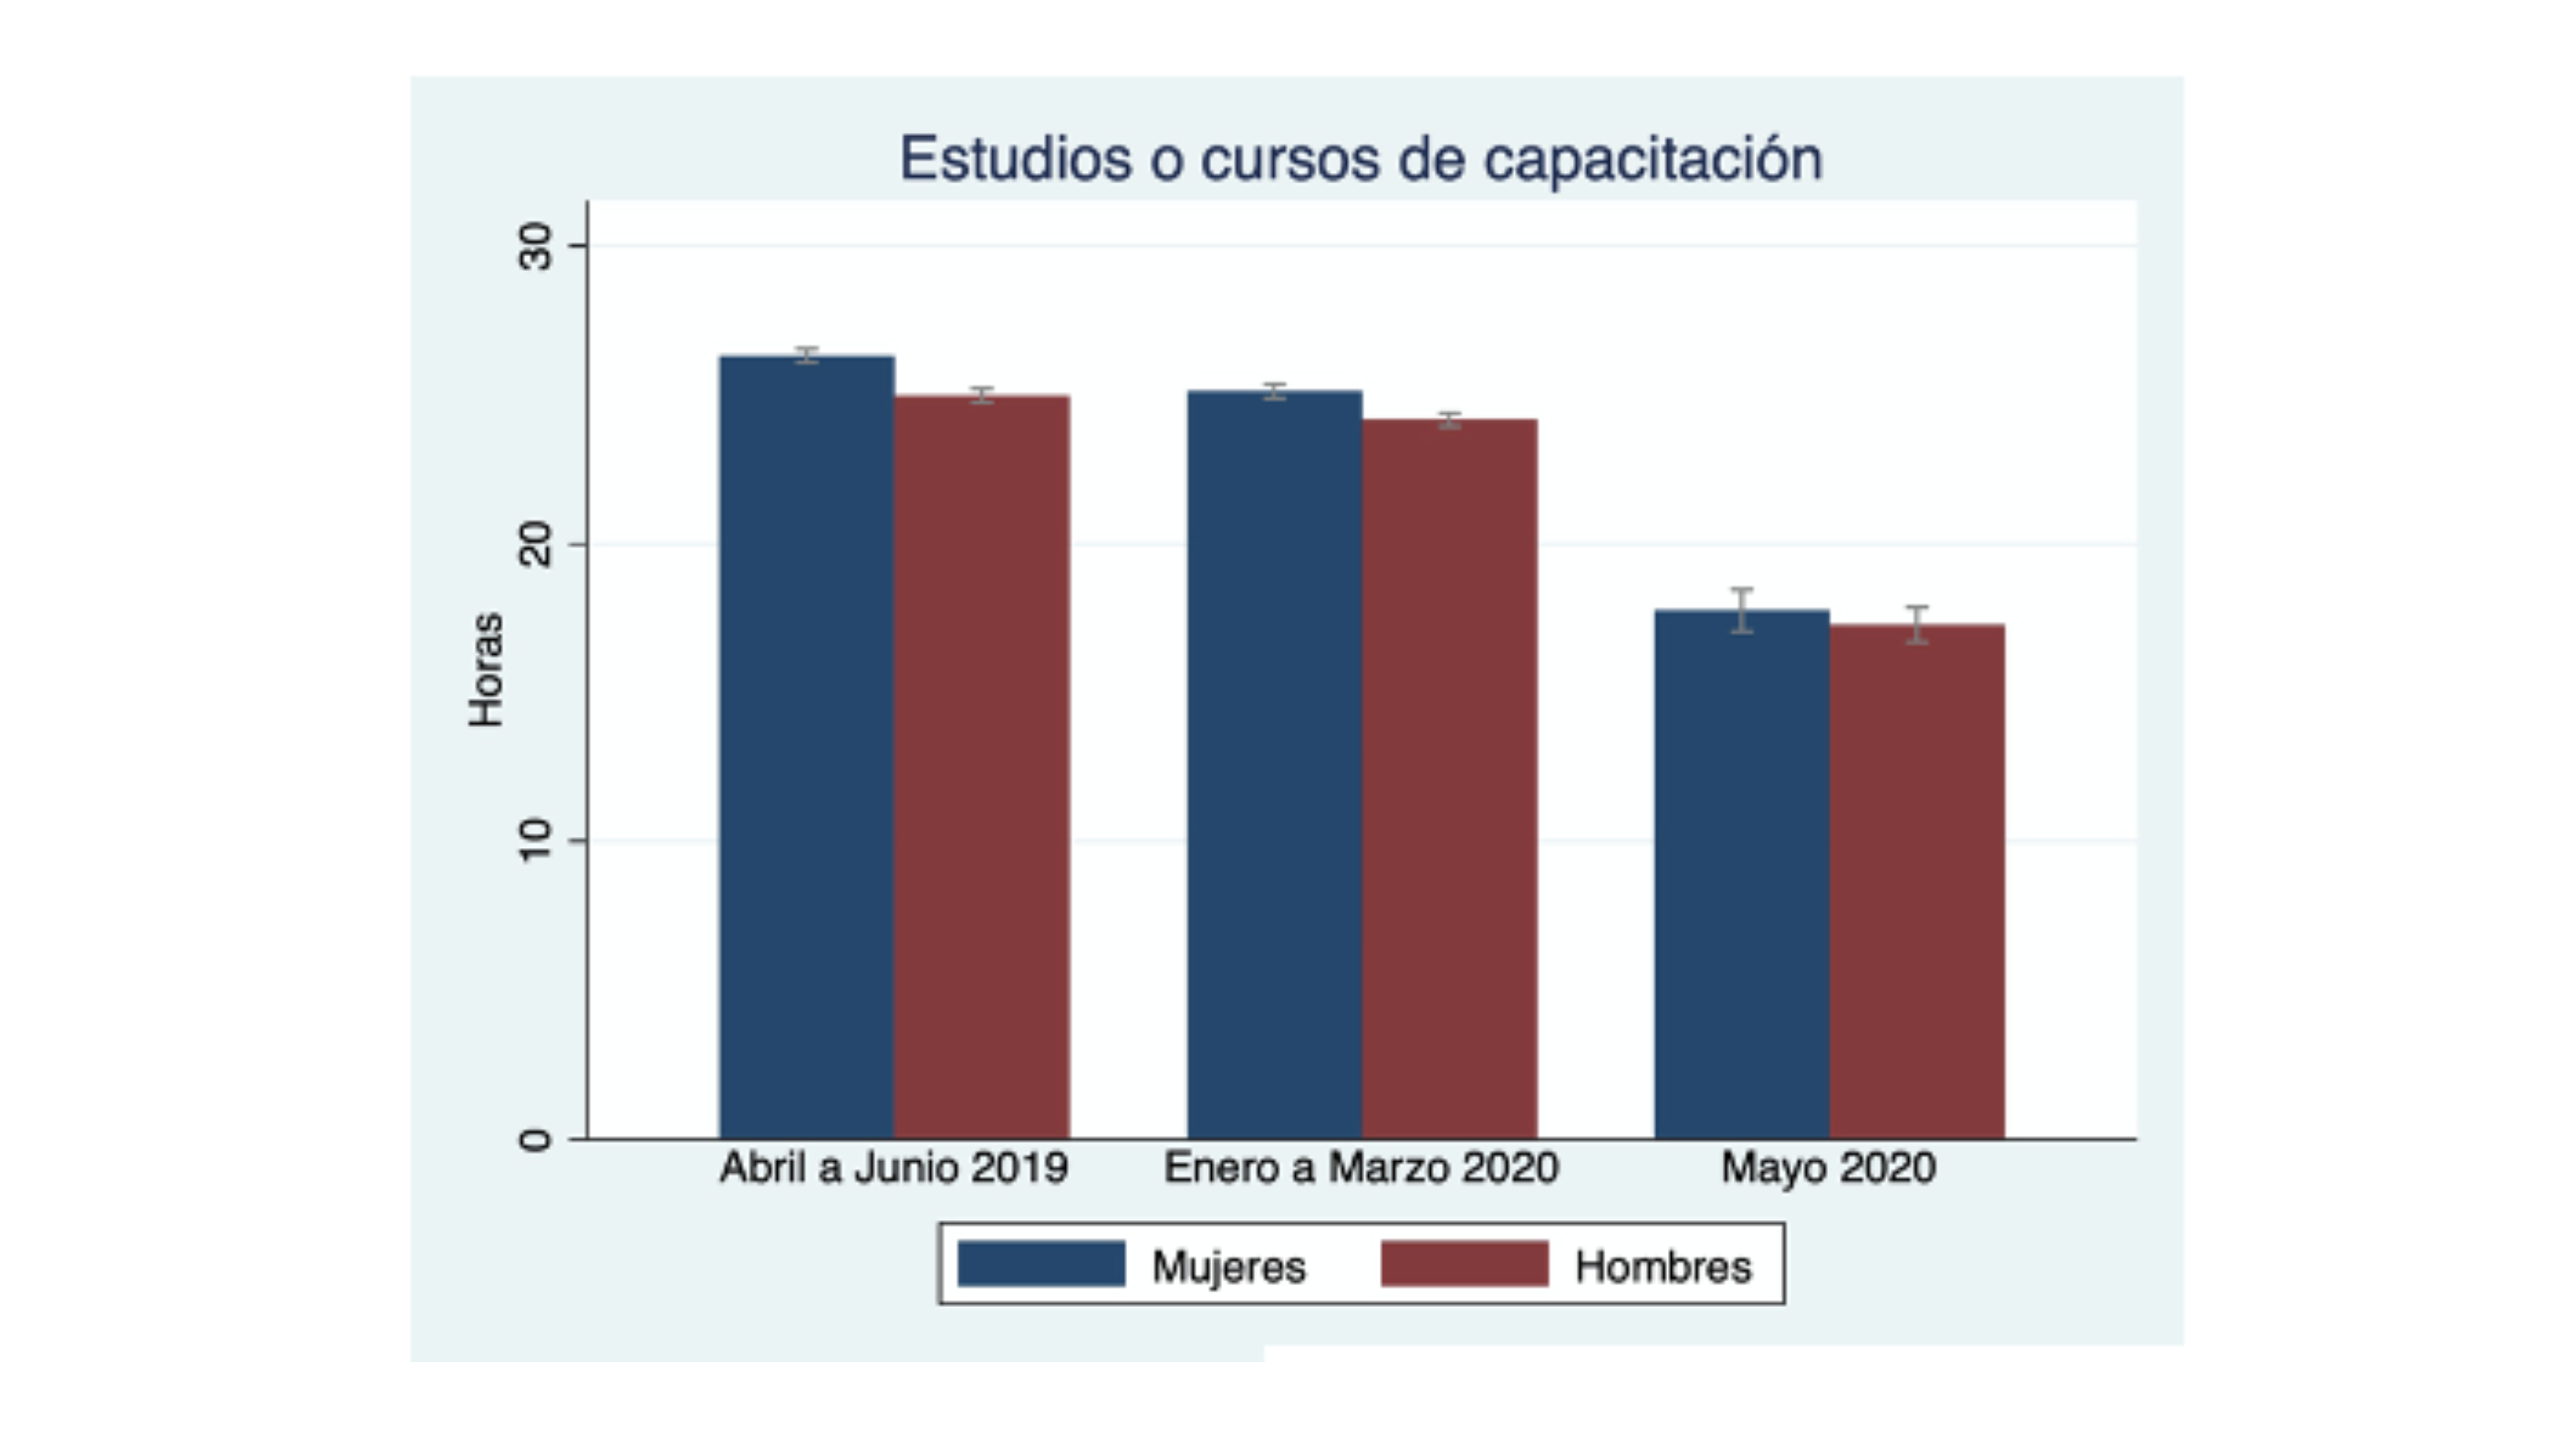 Estudios o cursos de capacitación
30
20
10
0
Horas
Abril a Junio 2019
Enero a Marzo 2020
Mayo 2020
Mujeres
Hombres